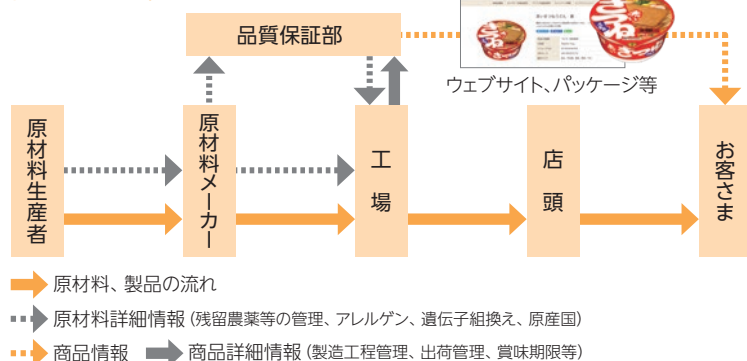 品質保証部
ウェブサイト、パッケージ等
原材料生産者
原材料メーカー
工場
店頭
お客さま
原材料、製品の流れ
原材料詳細情報 (残留農薬等の管理、アレルゲン、遺伝子組換え、原産国)
商品情報 商品詳細情報 (製造工程管理、出荷管理、賞味期限等)